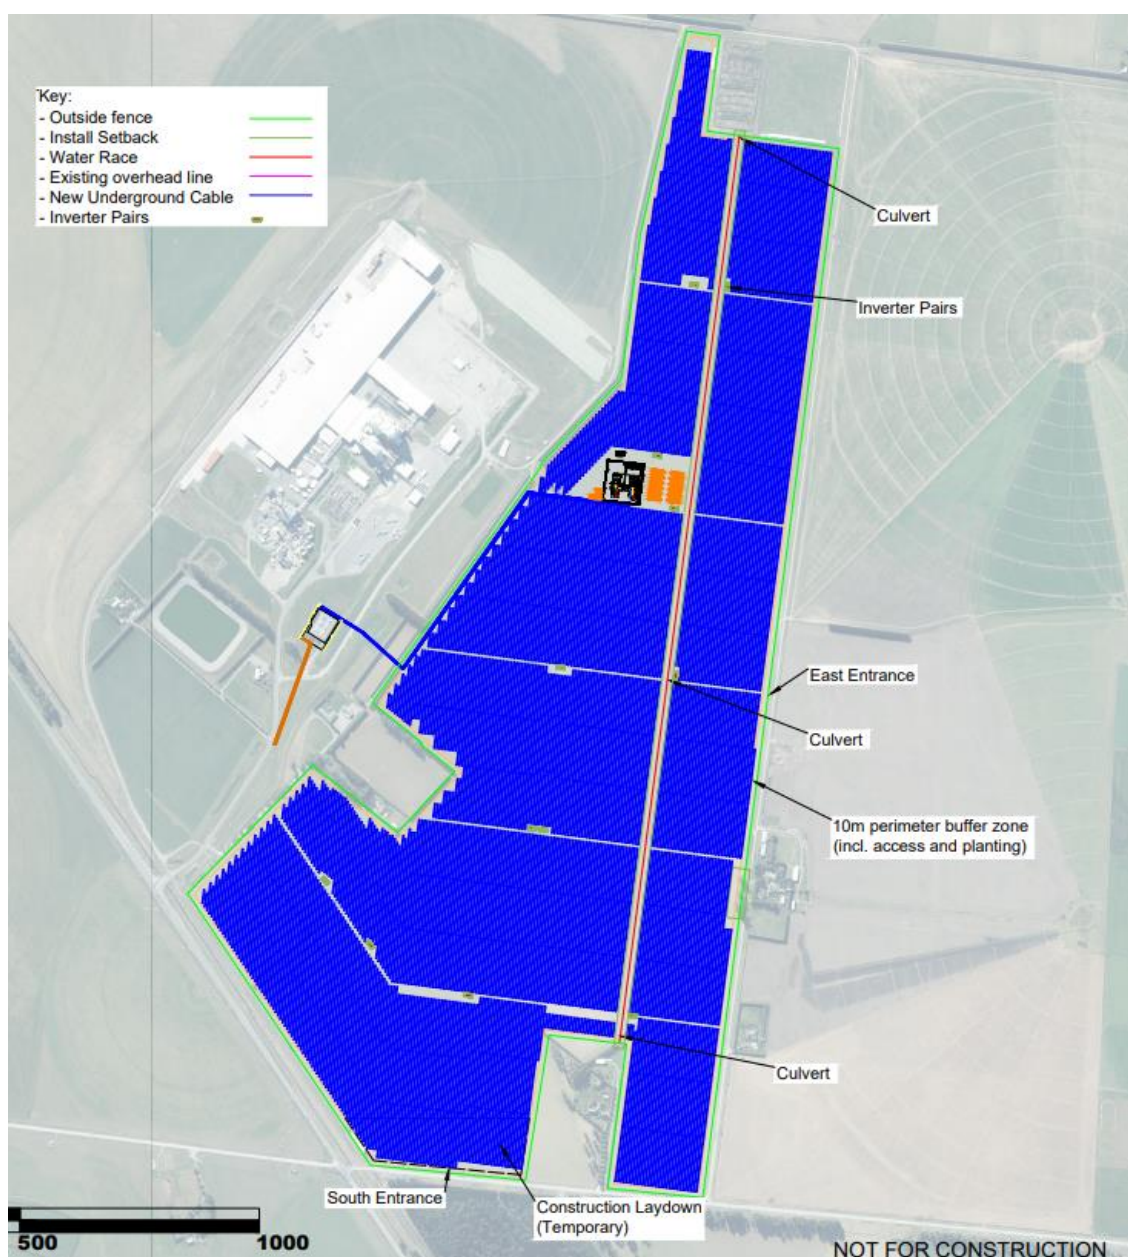 Key:
- Outside fence
- Install Setback
- Water Race
- Existing overhead line
- New Underground Cable
- Inverter Pairs
Culvert
Inverter Pairs
East Entrance
Culvert
10m perimeter buffer zone
(incl. access and planting)
Culvert
South Entrance
Construction Laydown
(Temporary)
500
1000
NOT FOR CONSTRUCTION